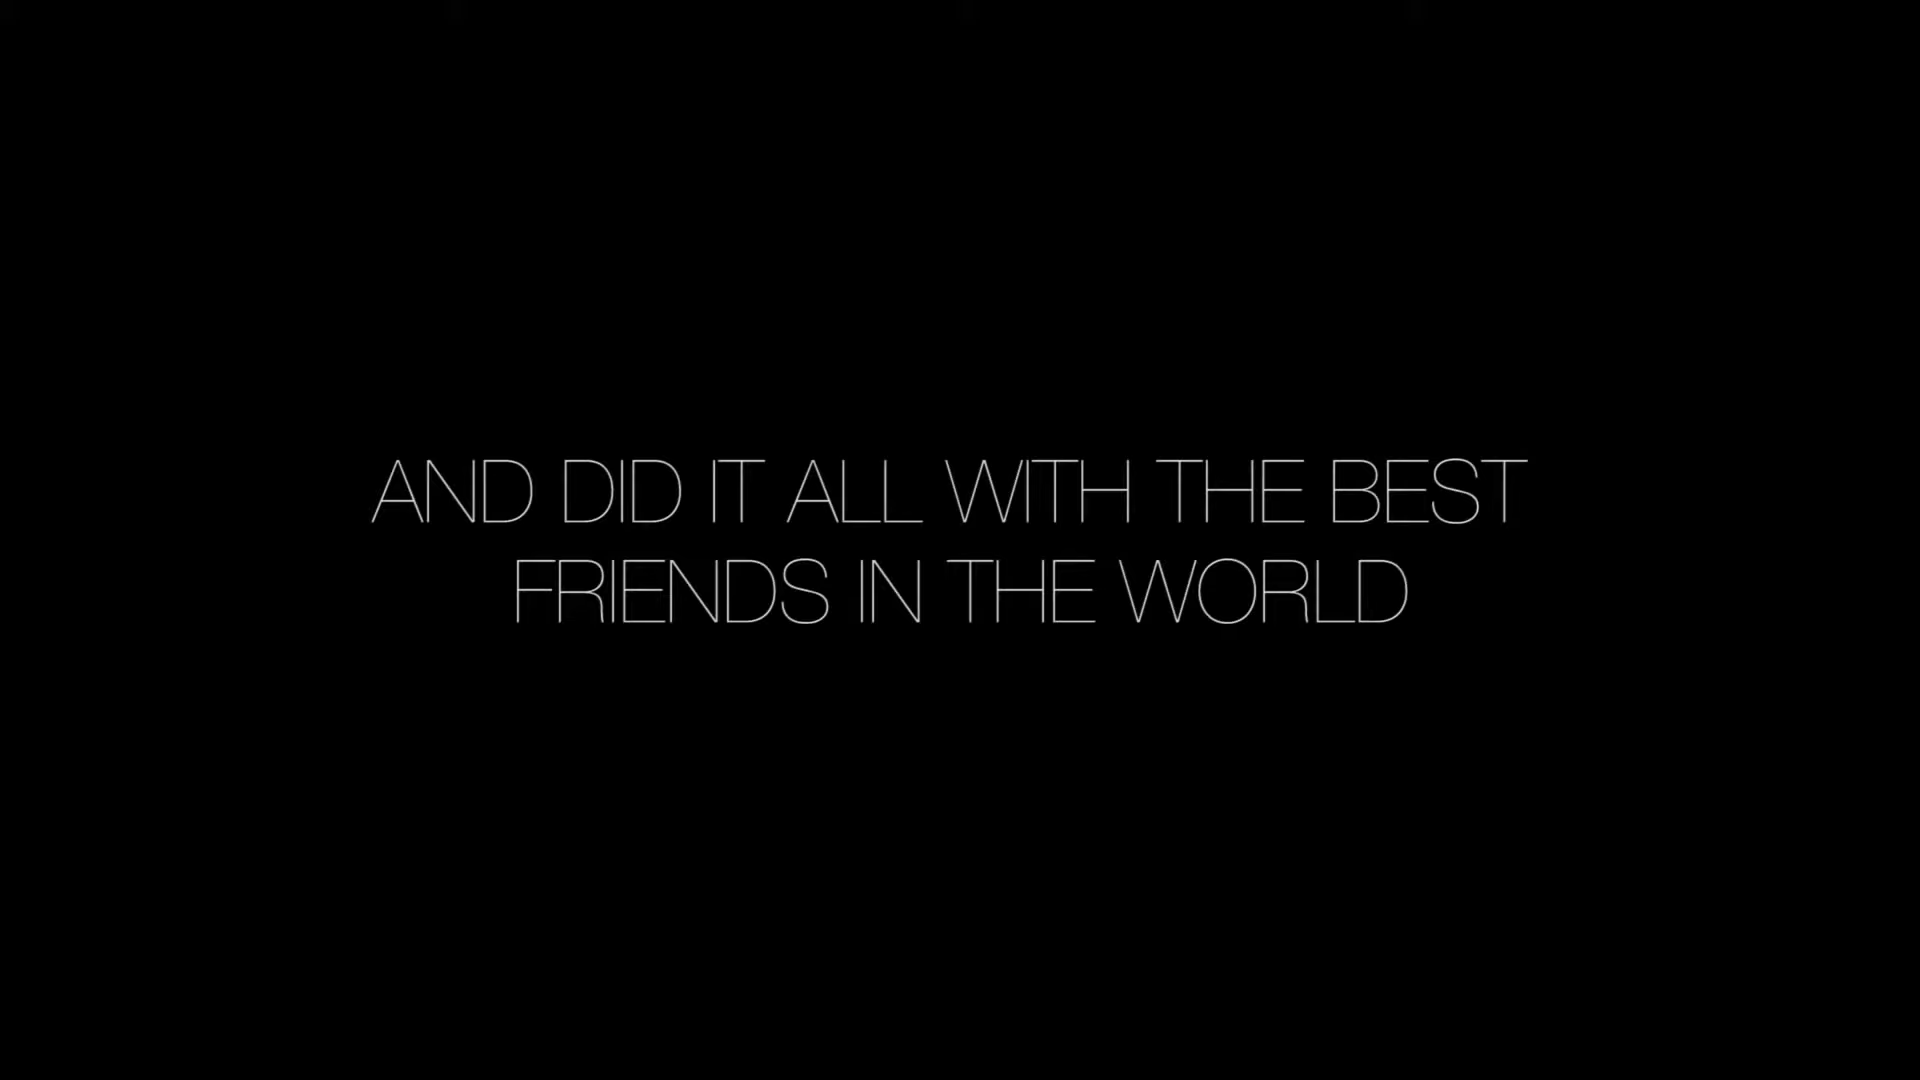 AND DID IT ALL WITH THE BEST
FRIENDS IN THE WORLD